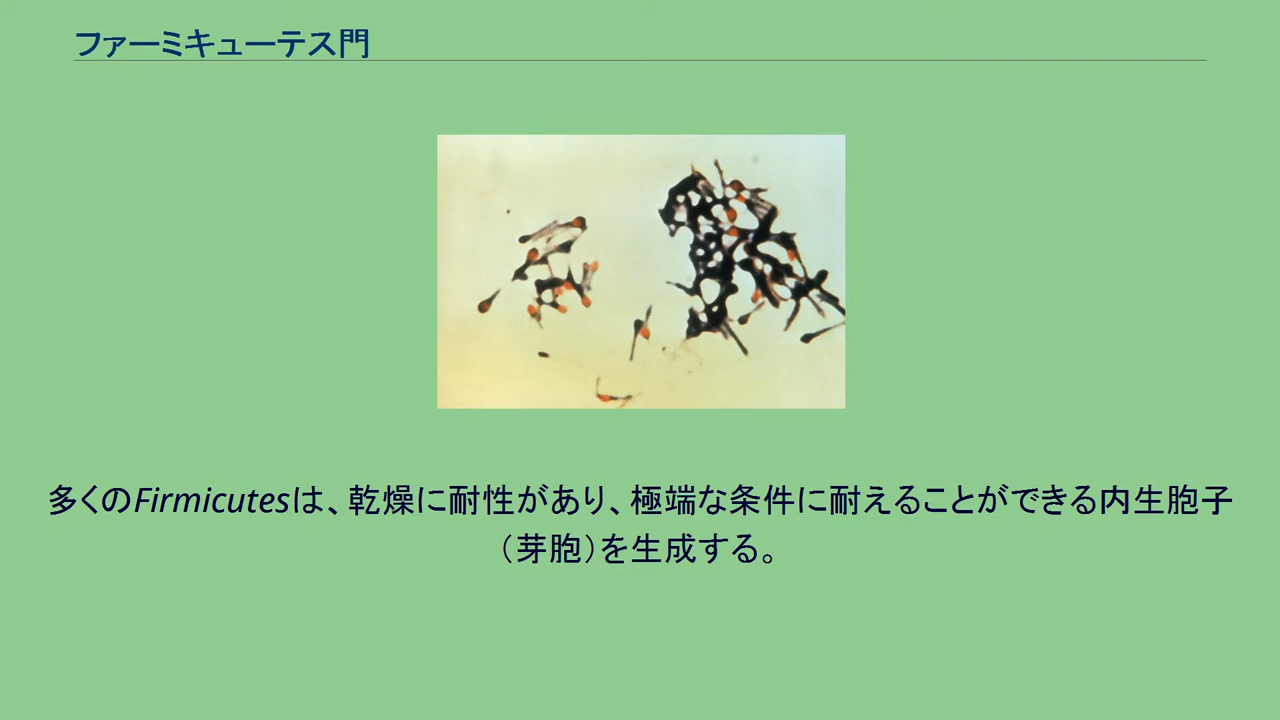 ファーミキューテス門
多くのFirmicutesは、乾燥に耐性があり、極端な条件に耐えることができる内生胞子
（芽胞）を生成する。